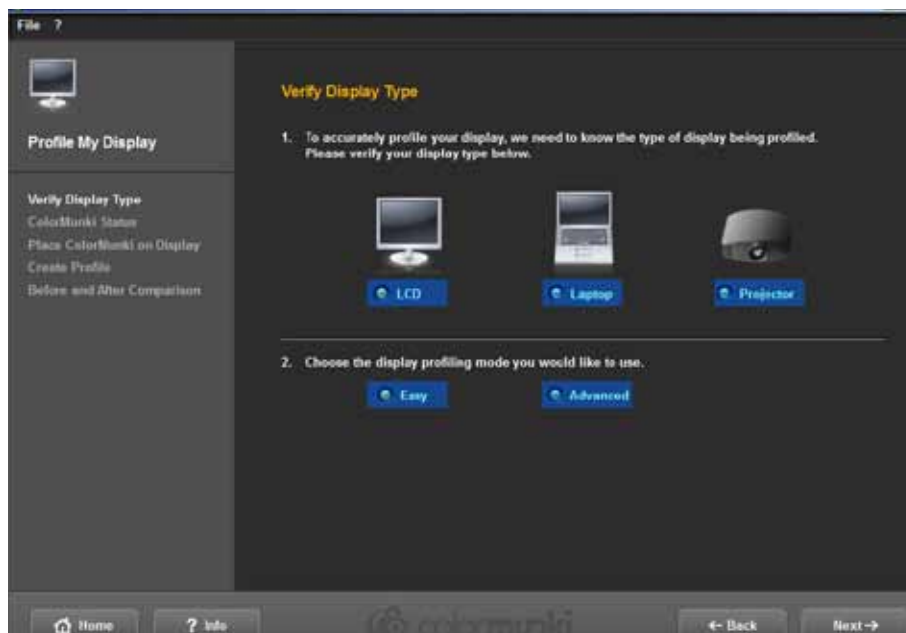 File ?
Profile My Display
Verify Display Type
ColorMunki Status
Place ColorMunki on Display
Create Profile
Before and After Comparison
Verify Display Type
1. To accurately profile your display, we need to know the type of display being profiled.
Please verify your display type below.
LCD Laptop Projector
2. Choose the display profiling mode you would like to use.
Easy Advanced
Home ? Info colormunki ← Back Next →